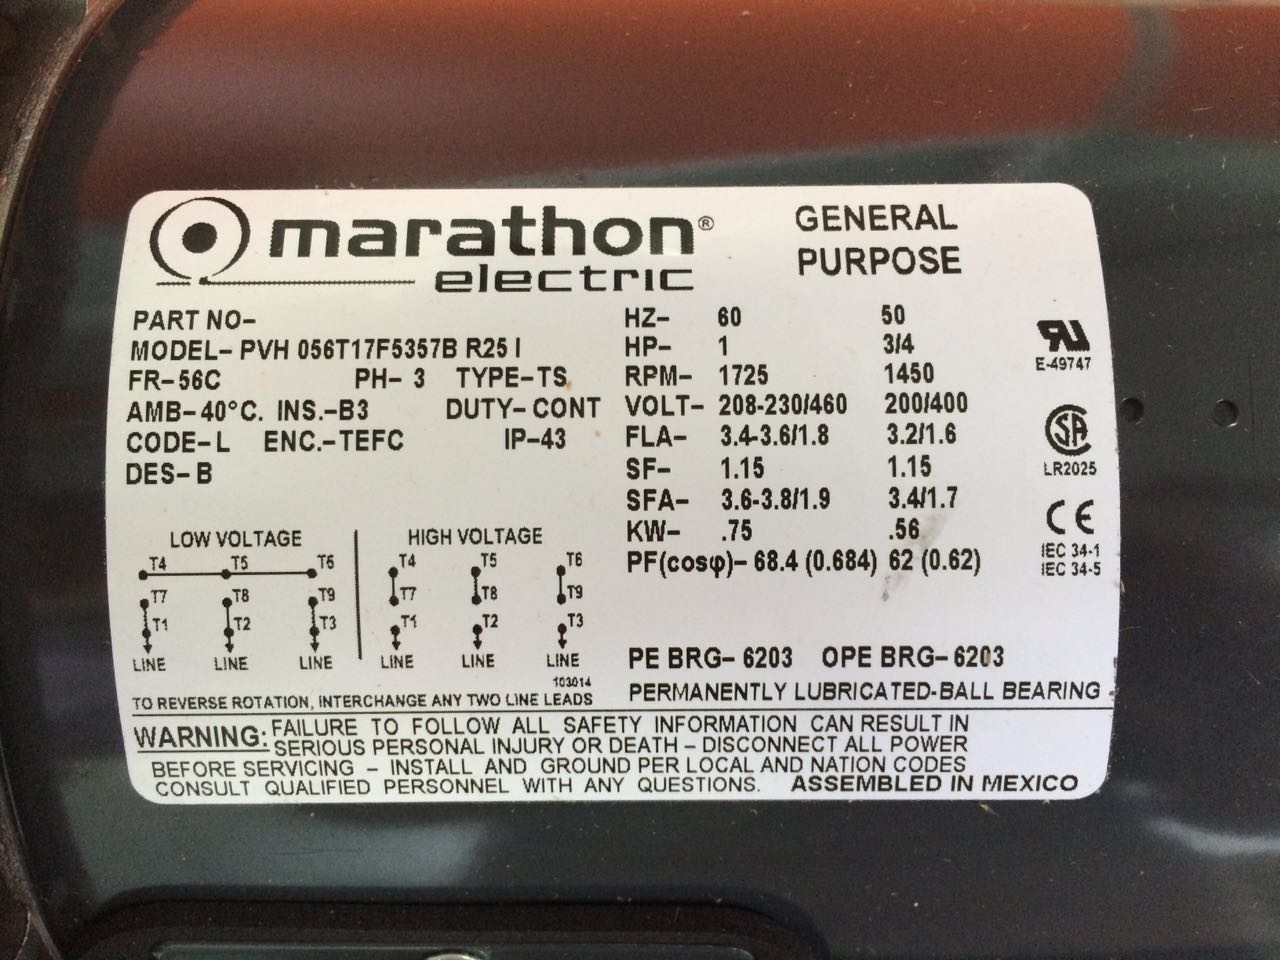 marathon®
electric
GENERAL
PURPOSE
PART NO-
MODEL- PVH 056T17F5357B R25 I
FR-56C PH- 3 TYPE-TS
AMB-40°C. INS.-B3 DUTY- CONT
CODE-L ENC.-TEFC IP-43
DES- B
HZ- 60 50
HP- 1 3/4
RPM- 1725 1450
VOLT- 208-230/460 200/400
FLA- 3.4-3.6/1.8 3.2/1.6
SF- 1.15 1.15
SFA- 3.6-3.8/1.9 3.4/1.7
KW- .75 .56
PF(cosφ)- 68.4 (0.684) 62 (0.62)
E-49747
LR2025
CE
IEC 34-1
IEC 34-5
LOW VOLTAGE
T4 T5 T6
T7 T8 T9
T1 T2 T3
LINE LINE LINE
HIGH VOLTAGE
T4 T5 T6
T7 T8 T9
T1 T2 T3
LINE LINE LINE
103014
TO REVERSE ROTATION, INTERCHANGE ANY TWO LINE LEADS
PE BRG- 6203 OPE BRG-6203
PERMANENTLY LUBRICATED-BALL BEARING
WARNING: FAILURE TO FOLLOW ALL SAFETY INFORMATION CAN RESULT IN
SERIOUS PERSONAL INJURY OR DEATH - DISCONNECT ALL POWER
BEFORE SERVICING - INSTALL AND GROUND PER LOCAL AND NATION CODES
CONSULT QUALIFIED PERSONNEL WITH ANY QUESTIONS. ASSEMBLED IN MEXICO